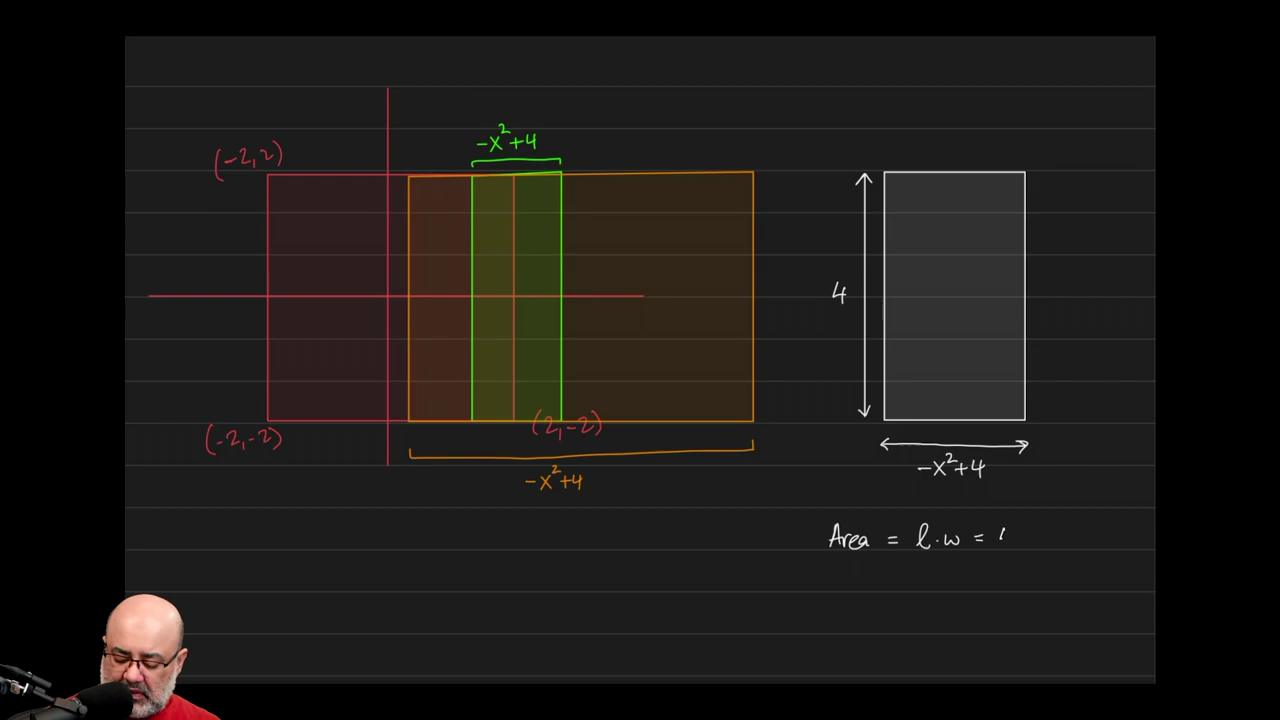 -x²+4
(-2,2)
4
(2,-2)
(-2,-2)
-x²+4
-x²+4
Area = l·w =